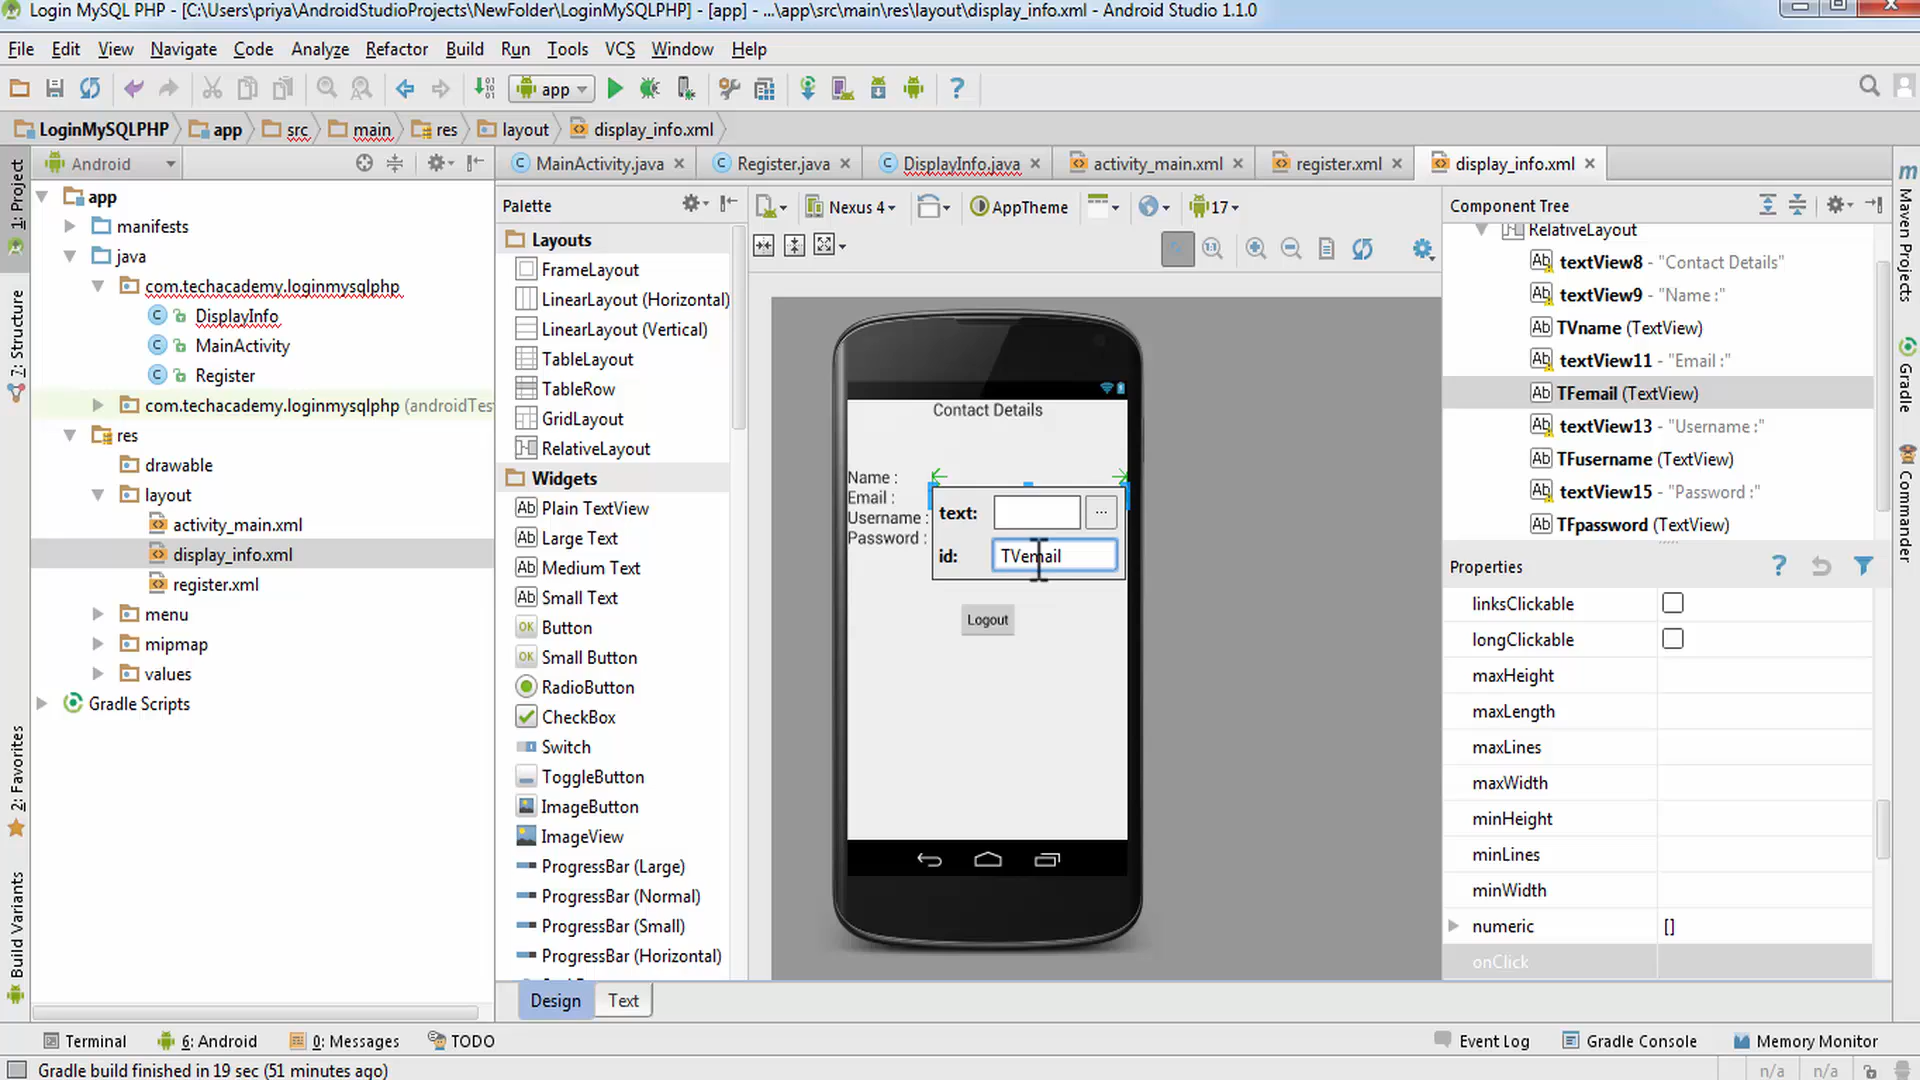 Login MySQL PHP - [C:\Users\priya\AndroidStudioProjects\NewFolder\LoginMySQLPHP] - [app] - ...\app\src\main\res\layout\display_info.xml - Android Studio 1.1.0
File Edit View Navigate Code Analyze Refactor Build Run Tools VCS Window Help
app
LoginMySQLPHP app src main res layout display_info.xml
Android
MainActivity.java Register.java DisplayInfo.java activity_main.xml register.xml display_info.xml
1: Project
7: Structure
2: Favorites
Build Variants
app
manifests
java
com.techacademy.loginmysqlphp
DisplayInfo
MainActivity
Register
com.techacademy.loginmysqlphp (androidTes
res
drawable
layout
activity_main.xml
display_info.xml
register.xml
menu
mipmap
values
Gradle Scripts
Palette
Layouts
FrameLayout
LinearLayout (Horizontal)
LinearLayout (Vertical)
TableLayout
TableRow
GridLayout
RelativeLayout
Widgets
Plain TextView
Large Text
Medium Text
Small Text
Button
Small Button
RadioButton
CheckBox
Switch
ToggleButton
ImageButton
ImageView
ProgressBar (Large)
ProgressBar (Normal)
ProgressBar (Small)
ProgressBar (Horizontal)
Nexus 4 AppTheme 17
Contact Details
Name :
Email :
Username :
Password :
text: ...
id: TVemail
Logout
Design Text
Component Tree
RelativeLayout
textView8 - "Contact Details"
textView9 - "Name :"
TVname (TextView)
textView11 - "Email :"
TFemail (TextView)
textView13 - "Username :"
TFusername (TextView)
textView15 - "Password :"
TFpassword (TextView)
Properties
linksClickable
longClickable
maxHeight
maxLength
maxLines
maxWidth
minHeight
minLines
minWidth
numeric []
onClick
Maven Projects
Gradle
Commander
Terminal 6: Android 0: Messages TODO Event Log Gradle Console Memory Monitor
Gradle build finished in 19 sec (51 minutes ago) n/a n/a